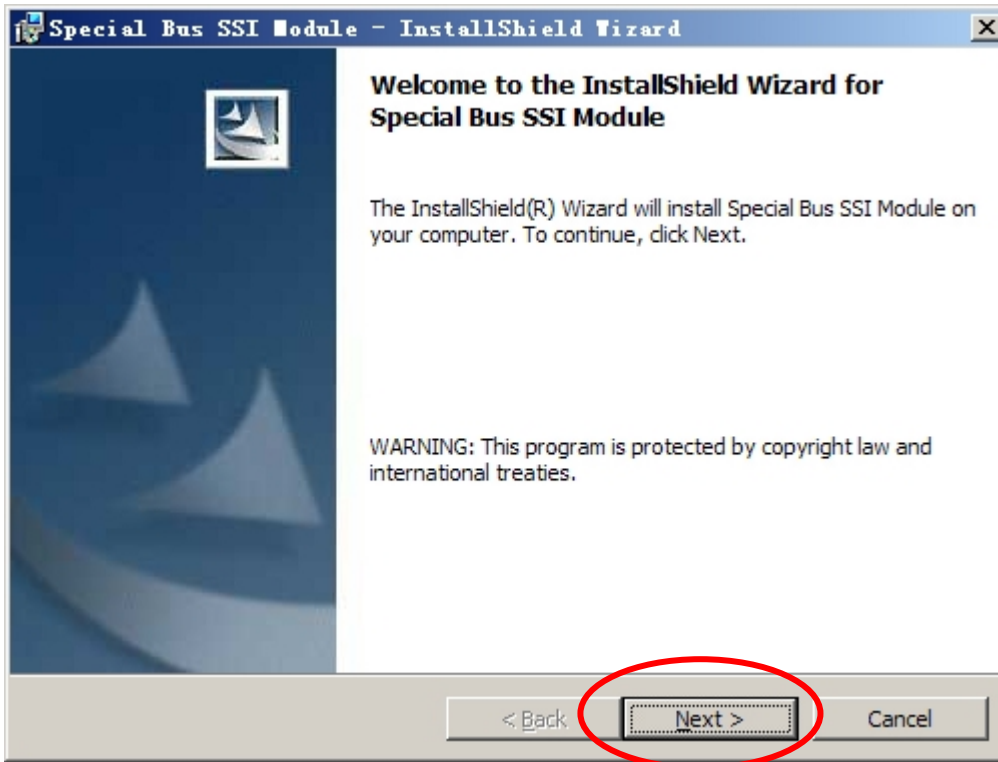 Special Bus SSI Module - InstallShield Wizard
Welcome to the InstallShield Wizard for
Special Bus SSI Module
The InstallShield(R) Wizard will install Special Bus SSI Module on
your computer. To continue, click Next.
WARNING: This program is protected by copyright law and
international treaties.
< Back
Next >
Cancel